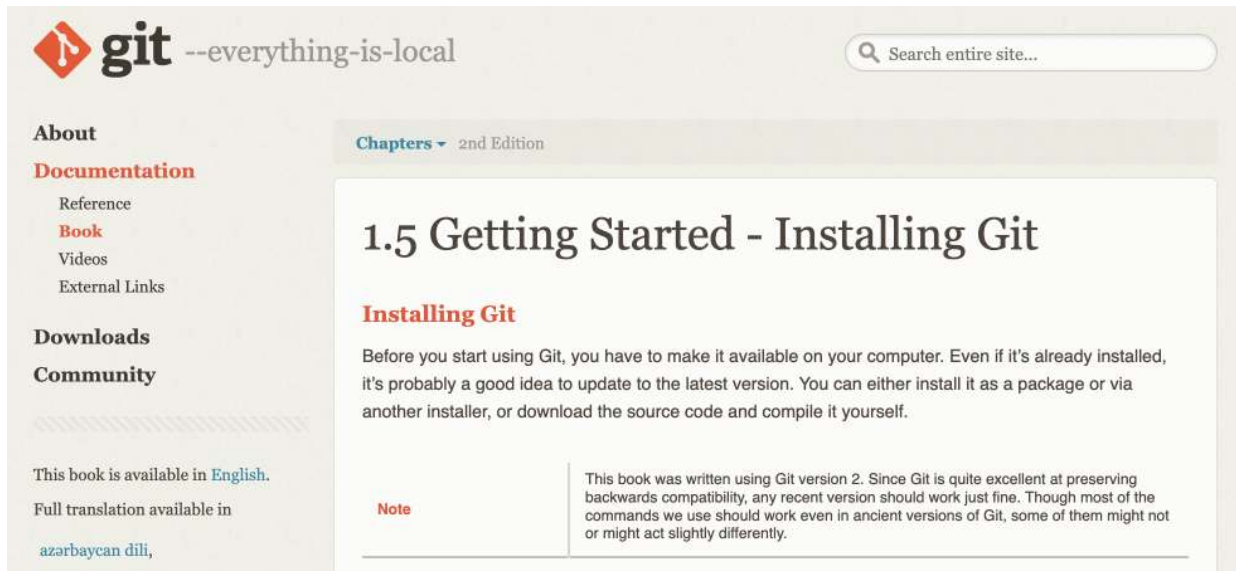 git --everything-is-local
Search entire site...
About
Documentation
Reference
Book
Videos
External Links
Downloads
Community
This book is available in English.
Full translation available in
azərbaycan dili,
Chapters 2nd Edition
1.5 Getting Started - Installing Git
Installing Git
Before you start using Git, you have to make it available on your computer. Even if it's already installed,
it's probably a good idea to update to the latest version. You can either install it as a package or via
another installer, or download the source code and compile it yourself.
Note
This book was written using Git version 2. Since Git is quite excellent at preserving
backwards compatibility, any recent version should work just fine. Though most of the
commands we use should work even in ancient versions of Git, some of them might not
or might act slightly differently.